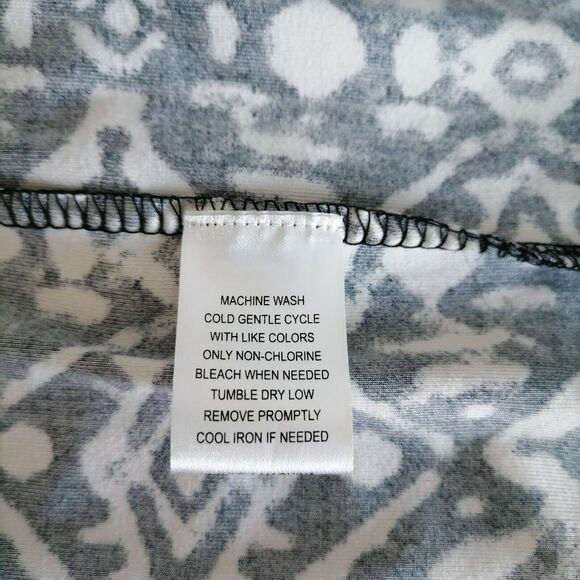 MACHINE WASH
COLD GENTLE CYCLE
WITH LIKE COLORS
ONLY NON-CHLORINE
BLEACH WHEN NEEDED
TUMBLE DRY LOW
REMOVE PROMPTLY
COOL IRON IF NEEDED